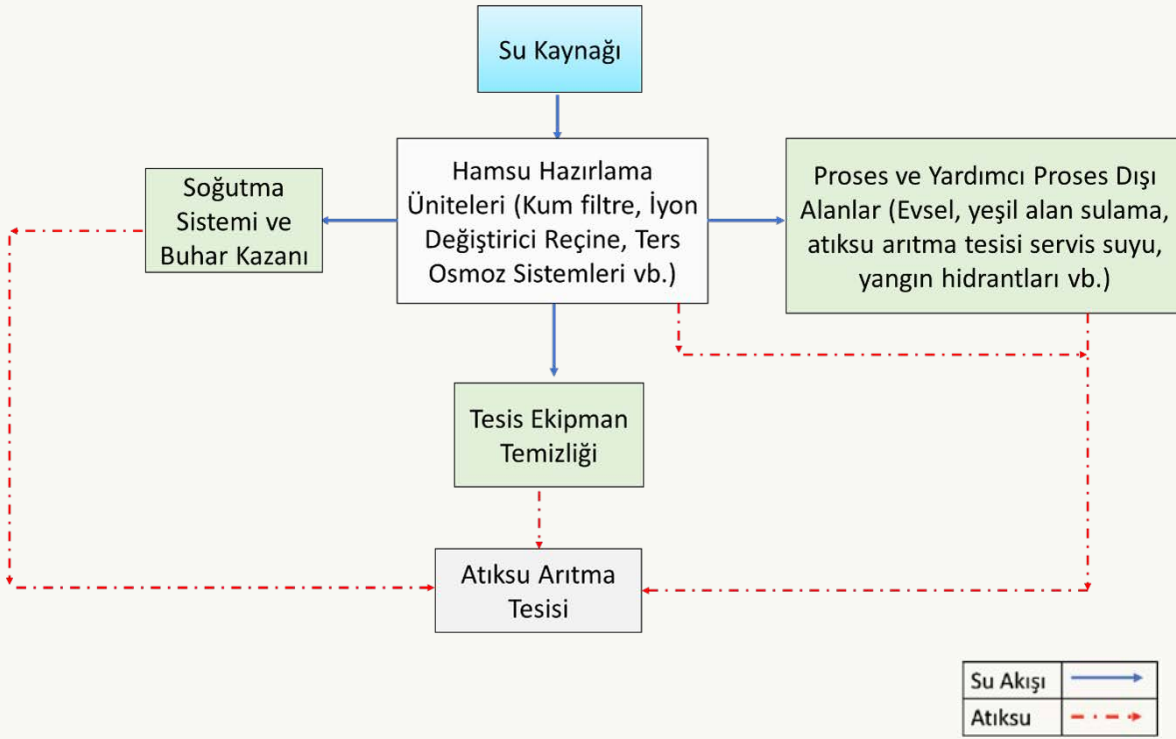 Su Kaynağı
Hamsu Hazırlama
Üniteleri (Kum filtre, İyon
Değiştirici Reçine, Ters
Osmoz Sistemleri vb.)
Soğutma
Sistemi ve
Buhar Kazanı
Proses ve Yardımcı Proses Dışı
Alanlar (Evsel, yeşil alan sulama,
atıksu arıtma tesisi servis suyu,
yangın hidrantları vb.)
Tesis Ekipman
Temizliği
Atıksu Arıtma
Tesisi
Su Akışı
Atıksu